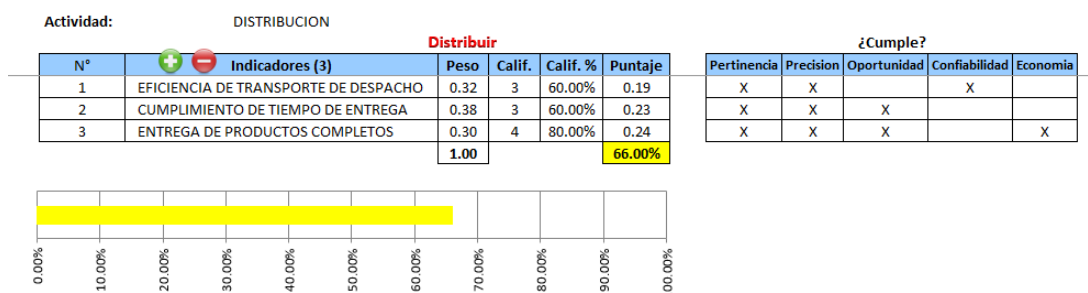 Actividad: DISTRIBUCION
Distribuir ¿Cumple?
N° Indicadores (3) Peso Calif. Calif. % Puntaje Pertinencia Precision Oportunidad Confiabilidad Economia
1 EFICIENCIA DE TRANSPORTE DE DESPACHO 0.32 3 60.00% 0.19 X X X
2 CUMPLIMIENTO DE TIEMPO DE ENTREGA 0.38 3 60.00% 0.23 X X X
3 ENTREGA DE PRODUCTOS COMPLETOS 0.30 4 80.00% 0.24 X X X X
1.00 66.00%
0.00% 10.00% 20.00% 30.00% 40.00% 50.00% 60.00% 70.00% 80.00% 90.00% 00.00%